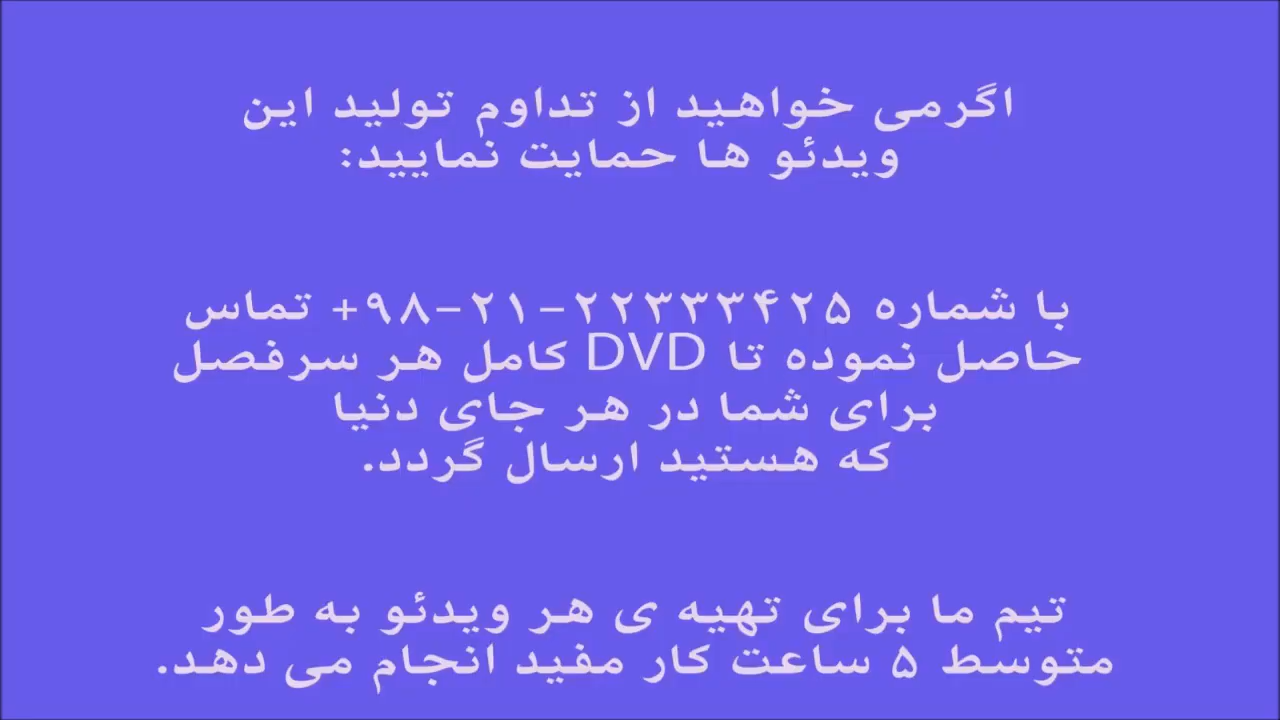 اگرمی خواهید از تداوم تولید این
ویدئو ها حمایت نمایید:
با شماره ۲۲۳۳۳۴۲۵-۲۱-۹۸+ تماس
حاصل نموده تا DVD کامل هر سرفصل
برای شما در هر جای دنیا
که هستید ارسال گردد.
تیم ما برای تهیه ی هر ویدئو به طور
متوسط ۵ ساعت کار مفید انجام می دهد.